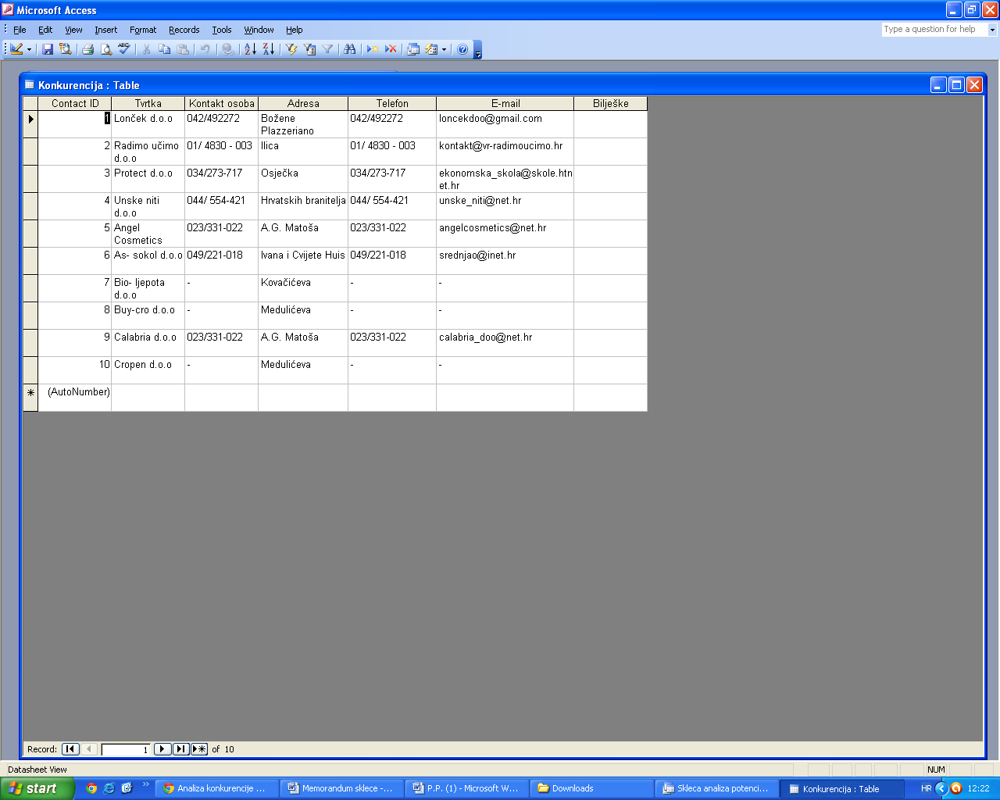 Microsoft Access
File Edit View Insert Format Records Tools Window Help
Type a question for help
Konkurencija : Table
Contact ID Tvrtka Kontakt osoba Adresa Telefon E-mail Bilješke
1 Lonček d.o.o 042/492272 Božene Plazzeriano 042/492272 loncekdoo@gmail.com
2 Radimo učimo d.o.o 01/ 4830 - 003 Ilica 01/ 4830 - 003 kontakt@vr-radimoucimo.hr
3 Protect d.o.o 034/273-717 Osječka 034/273-717 ekonomska_skola@skole.htnet.hr
4 Unske niti d.o.o 044/ 554-421 Hrvatskih branitelja 044/ 554-421 unske_niti@net.hr
5 Angel Cosmetics 023/331-022 A.G. Matoša 023/331-022 angelcosmetics@net.hr
6 As- sokol d.o.o 049/221-018 Ivana i Cvijete Huis 049/221-018 srednjao@inet.hr
7 Bio- ljepota d.o.o - Kovačićeva - -
8 Buy-cro d.o.o - Medulićeva - -
9 Calabria d.o.o 023/331-022 A.G. Matoša 023/331-022 calabria_doo@net.hr
10 Cropen d.o.o - Medulićeva - -
(AutoNumber)
Record: 1 of 10
Datasheet View NUM
start Analiza konkurencije ... Memorandum sklece -... P.P. (1) - Microsoft W... Downloads Skleca analiza potenci... Konkurencija : Table HR 12:22